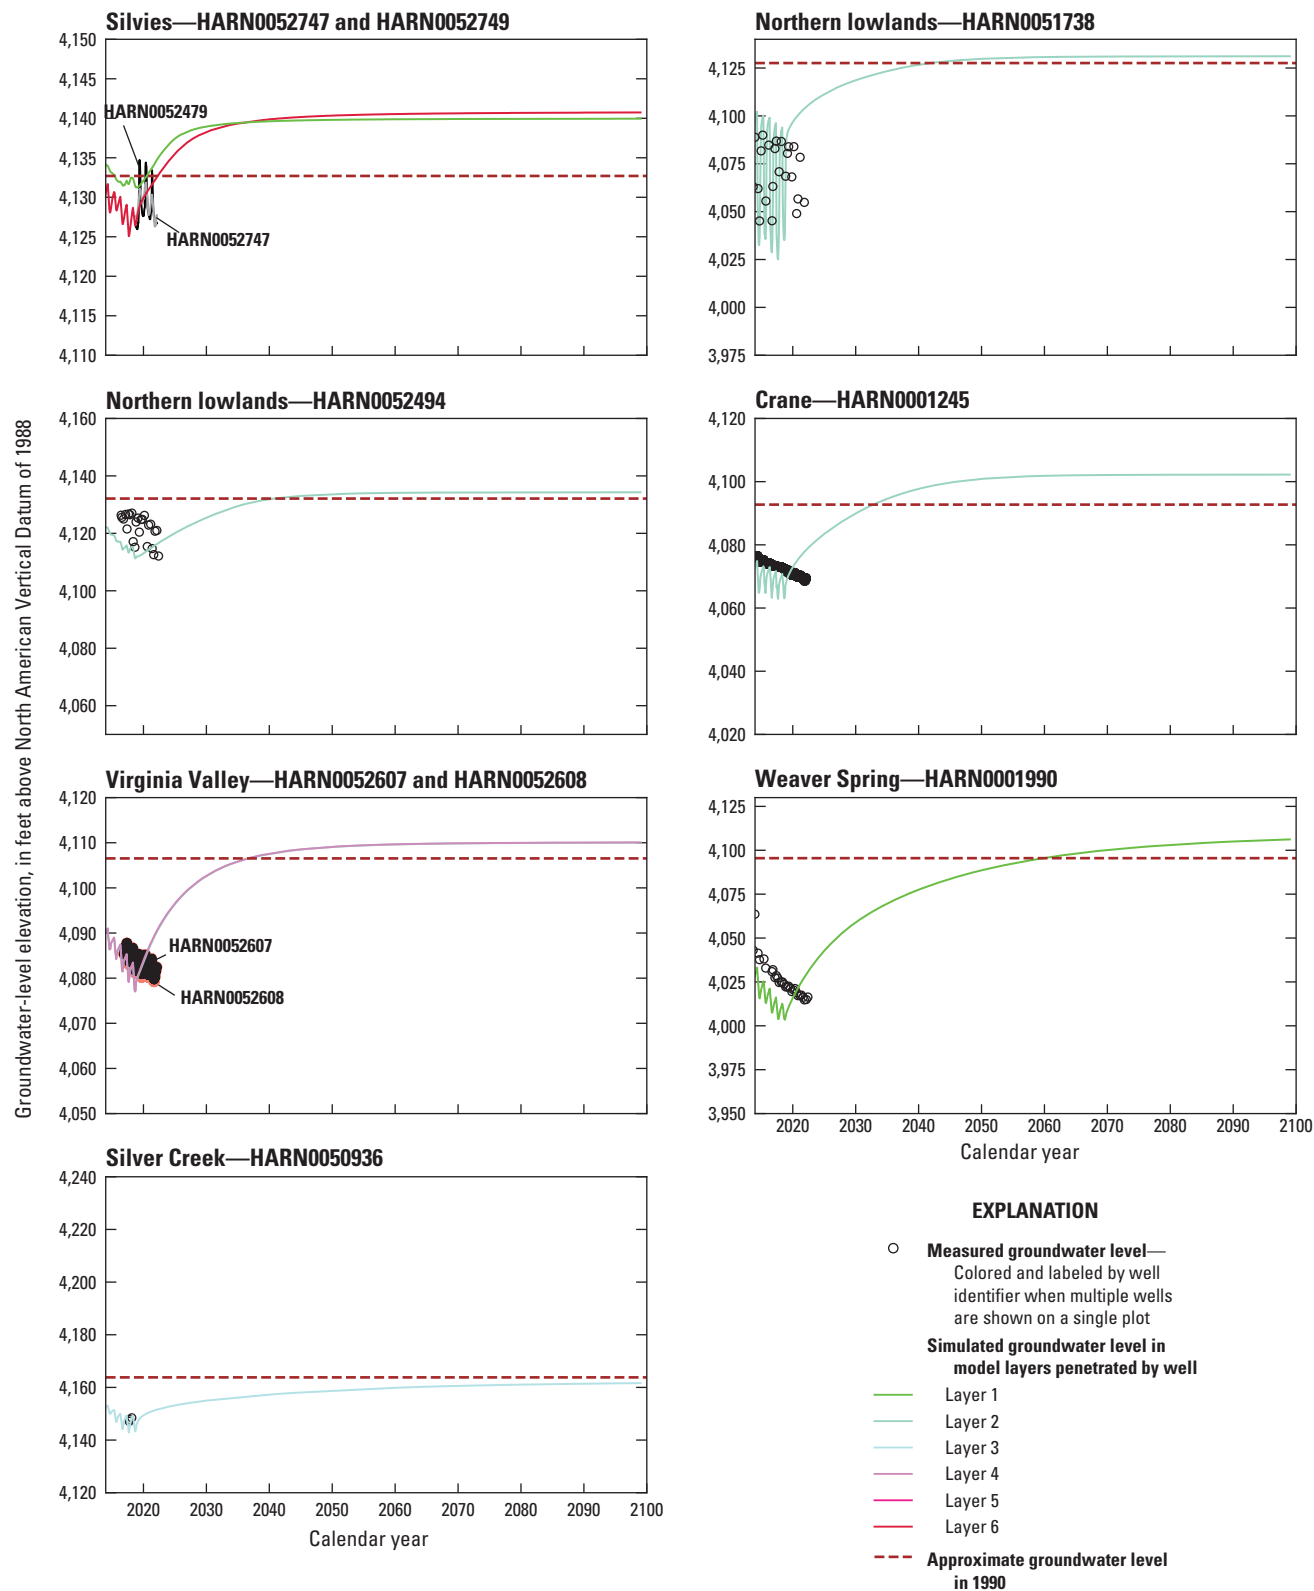 Groundwater-level elevation, in feet above North American Vertical Datum of 1988
Silvies—HARN0052747 and HARN0052749
4,150
4,145
4,140
4,135
4,130
4,125
4,120
4,115
4,110
HARN0052479
HARN0052747
Northern lowlands—HARN0051738
4,125
4,100
4,075
4,050
4,025
4,000
3,975
Northern lowlands—HARN0052494
4,160
4,140
4,120
4,100
4,080
4,060
Crane—HARN0001245
4,120
4,100
4,080
4,060
4,040
4,020
Virginia Valley—HARN0052607 and HARN0052608
4,120
4,110
4,100
4,090
4,080
4,070
4,060
4,050
HARN0052607
HARN0052608
Weaver Spring—HARN0001990
4,125
4,100
4,075
4,050
4,025
4,000
3,975
3,950
2020 2030 2040 2050 2060 2070 2080 2090 2100
Calendar year
Silver Creek—HARN0050936
4,240
4,220
4,200
4,180
4,160
4,140
4,120
2020 2030 2040 2050 2060 2070 2080 2090 2100
Calendar year
EXPLANATION
Measured groundwater level—
Colored and labeled by well
identifier when multiple wells
are shown on a single plot
Simulated groundwater level in
model layers penetrated by well
Layer 1
Layer 2
Layer 3
Layer 4
Layer 5
Layer 6
Approximate groundwater level
in 1990